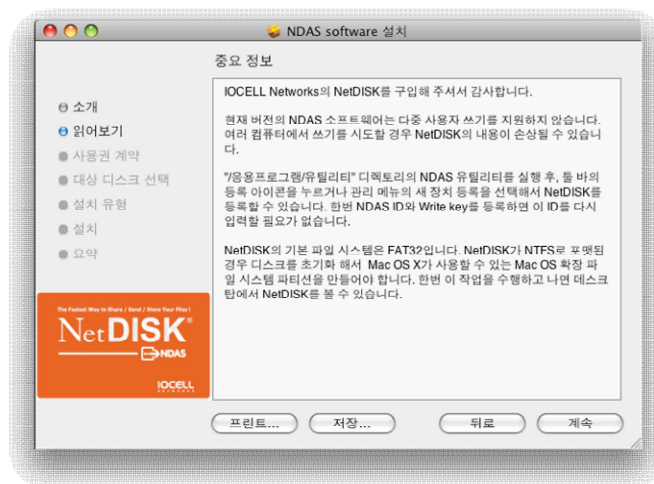 NDAS software 설치
중요 정보
소개
읽어보기
사용권 계약
대상 디스크 선택
설치 유형
설치
요약
IOCELL Networks의 NetDISK를 구입해 주셔서 감사합니다.
현재 버전의 NDAS 소프트웨어는 다중 사용자 쓰기를 지원하지 않습니다.
여러 컴퓨터에서 쓰기를 시도할 경우 NetDISK의 내용이 손상될 수 있습니
다.
"/응용프로그램/유틸리티" 디렉토리의 NDAS 유틸리티를 실행 후, 툴 바의
등록 아이콘을 누르거나 관리 메뉴의 새 장치 등록을 선택해서 NetDISK를
등록할 수 있습니다. 한번 NDAS ID와 Write key를 등록하면 이 ID를 다시
입력할 필요가 없습니다.
NetDISK의 기본 파일 시스템은 FAT32입니다. NetDISK가 NTFS로 포맷된
경우 디스크를 초기화 해서 Mac OS X가 사용할 수 있는 Mac OS 확장 파
일 시스템 파티션을 만들어야 합니다. 한번 이 작업을 수행하고 나면 데스크
탑에서 NetDISK를 볼 수 있습니다.
The Fastest Way to Share / Send / Store Your Files !
NetDISK®
NDAS
IOCELL
NETWORKS
프린트...
저장...
뒤로
계속